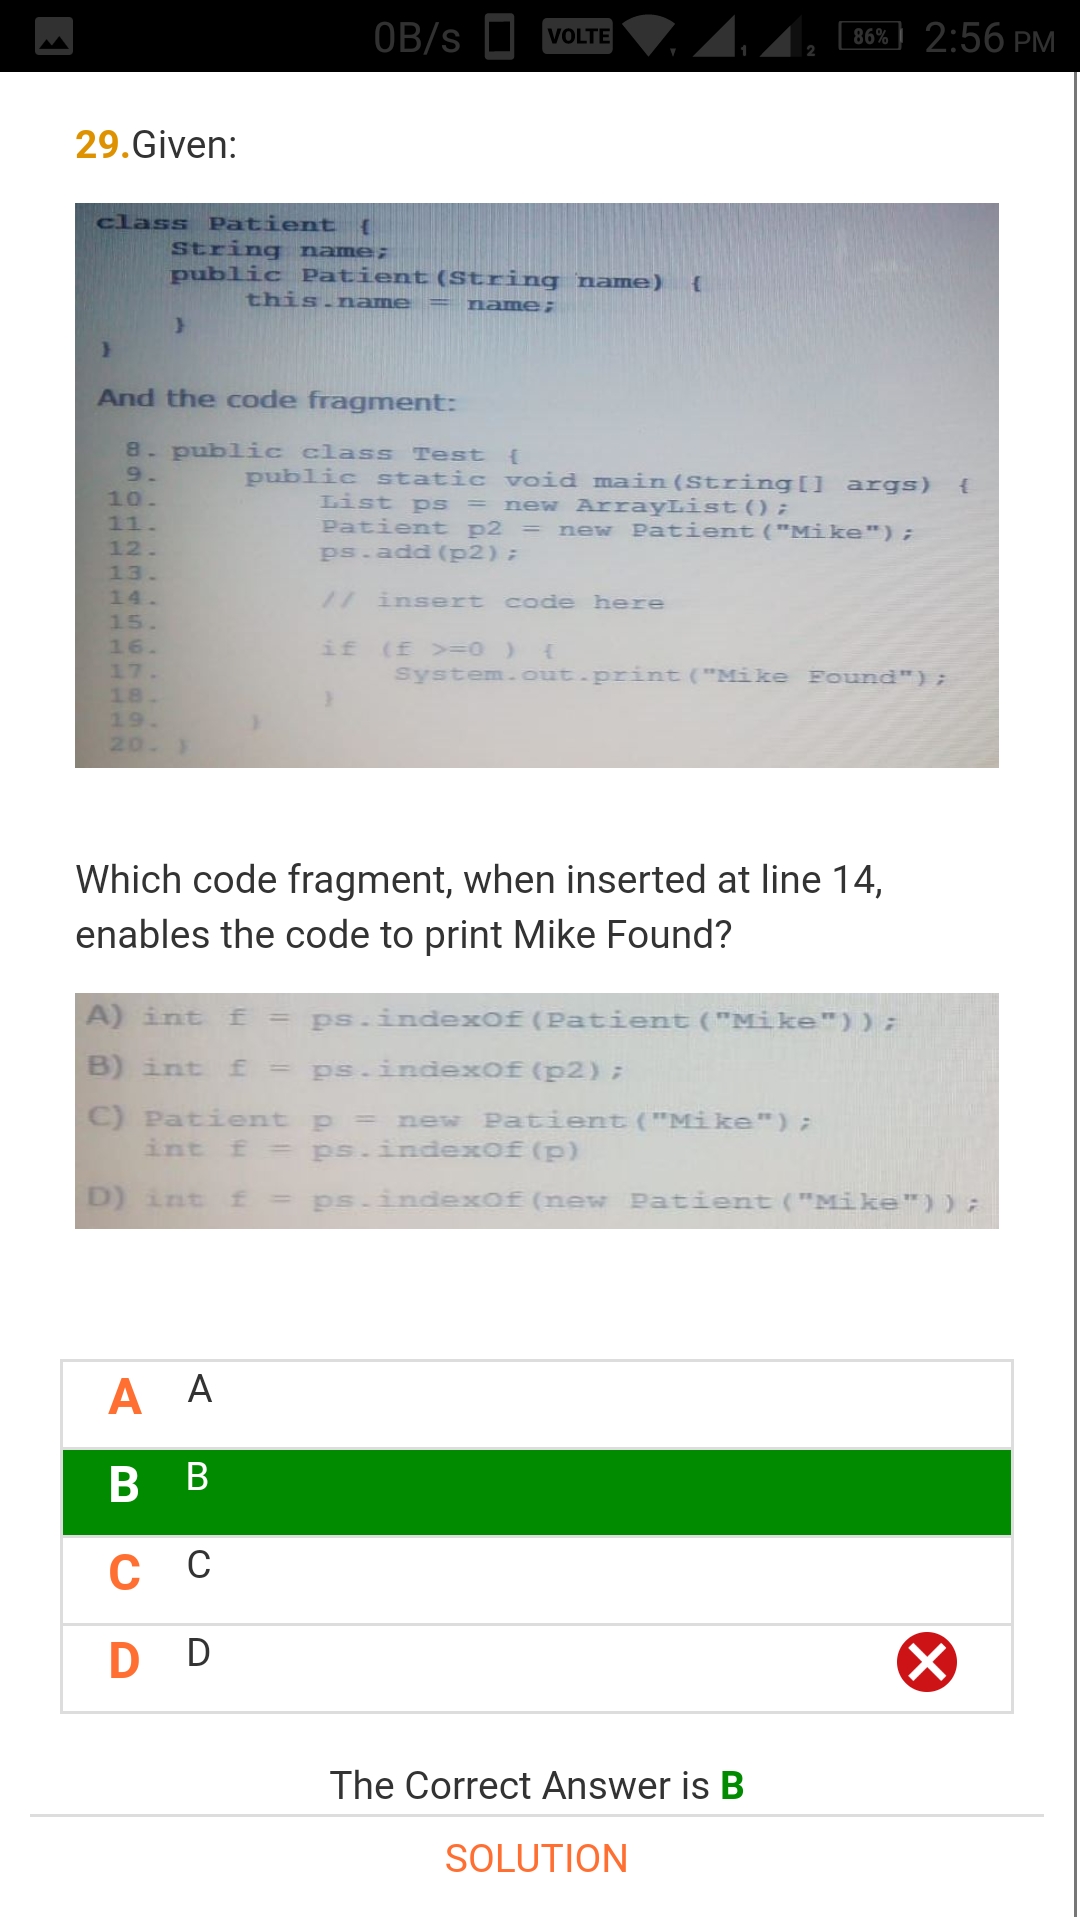 0B/s VOLTE 1 2 86% 2:56 PM
29.Given:
class Patient {
String name;
public Patient(String name) {
this.name = name;
}
}
And the code fragment:
8. public class Test {
9. public static void main(String[] args) {
10. List ps = new ArrayList();
11. Patient p2 = new Patient("Mike");
12. ps.add(p2);
13.
14. // insert code here
15.
16. if (f >=0 ) {
17. System.out.print("Mike Found");
18. }
19. }
20. }
Which code fragment, when inserted at line 14,
enables the code to print Mike Found?
A) int f = ps.indexOf(Patient("Mike"));
B) int f = ps.indexOf(p2);
C) Patient p = new Patient("Mike");
int f = ps.indexOf(p)
D) int f = ps.indexOf(new Patient("Mike"));
A A
B B
C C
D D
The Correct Answer is B
SOLUTION